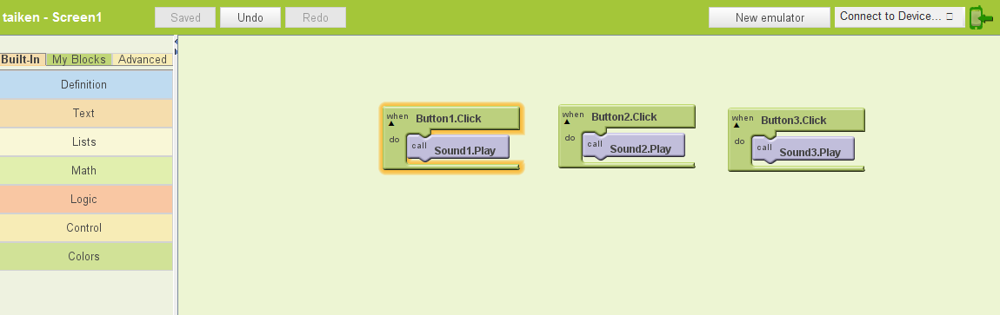 taiken - Screen1
Saved
Undo
Redo
New emulator
Connect to Device...
Built-In
My Blocks
Advanced
Definition
Text
Lists
Math
Logic
Control
Colors
when Button1.Click
do call Sound1.Play
when Button2.Click
do call Sound2.Play
when Button3.Click
do call Sound3.Play